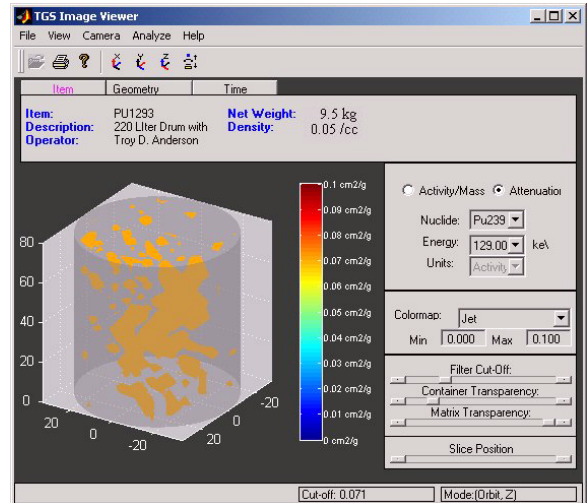 TGS Image Viewer
File View Camera Analyze Help
Item Geometry Time
Item: PU1293 Net Weight: 9.5 kg
Description: 220 LIter Drum with Density: 0.05 /cc
Operator: Troy D. Anderson
80
60
40
20
0
20
0
-20
-20
0
20
0.1 cm2/g
0.09 cm2/g
0.08 cm2/g
0.07 cm2/g
0.06 cm2/g
0.05 cm2/g
0.04 cm2/g
0.03 cm2/g
0.02 cm2/g
0.01 cm2/g
0 cm2/g
Activity/Mass Attenuation
Nuclide: Pu239
Energy: 129.00 ke\
Units: Activity
Colormap: Jet
Min 0.000 Max 0.100
Filter Cut-Off:
Container Transparency:
Matrix Transparency:
Slice Position
Cut-off: 0.071 Mode:(Orbit, Z)